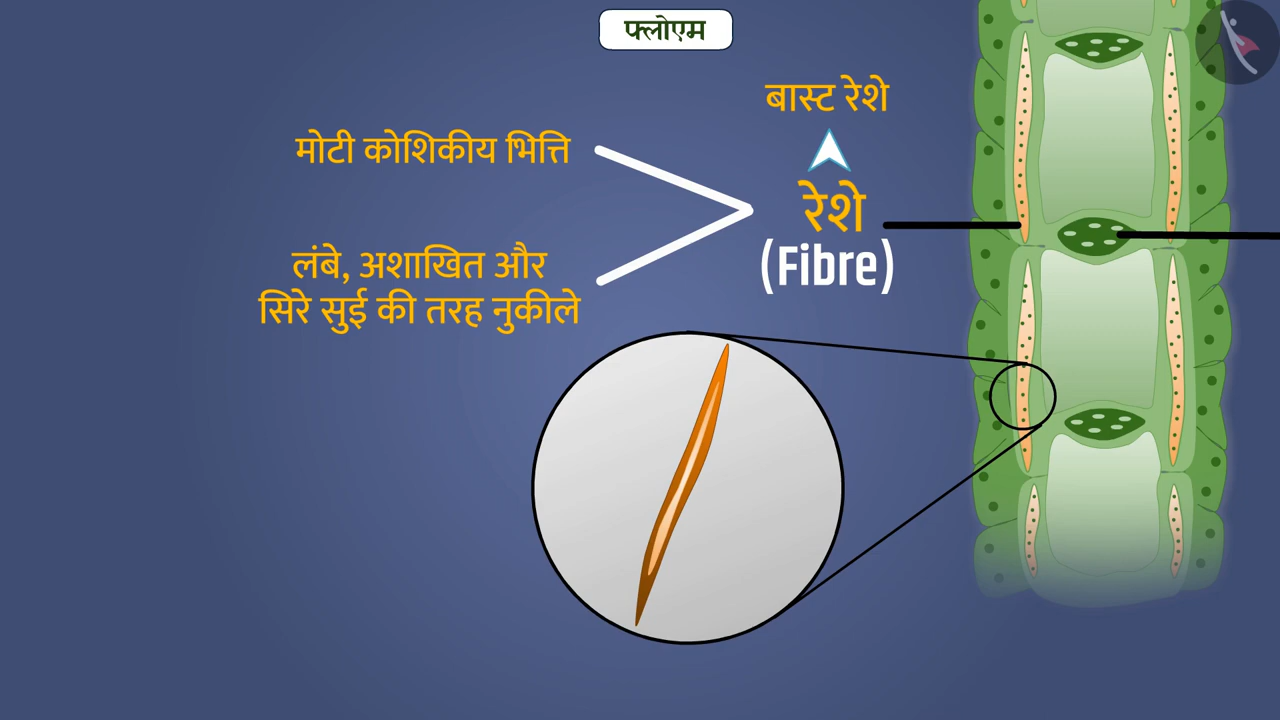 फ्लोएम
बास्ट रेशे
मोटी कोशिकीय भित्ति
रेशे
(Fibre)
लंबे, अशाखित और
सिरे सुई की तरह नुकीले